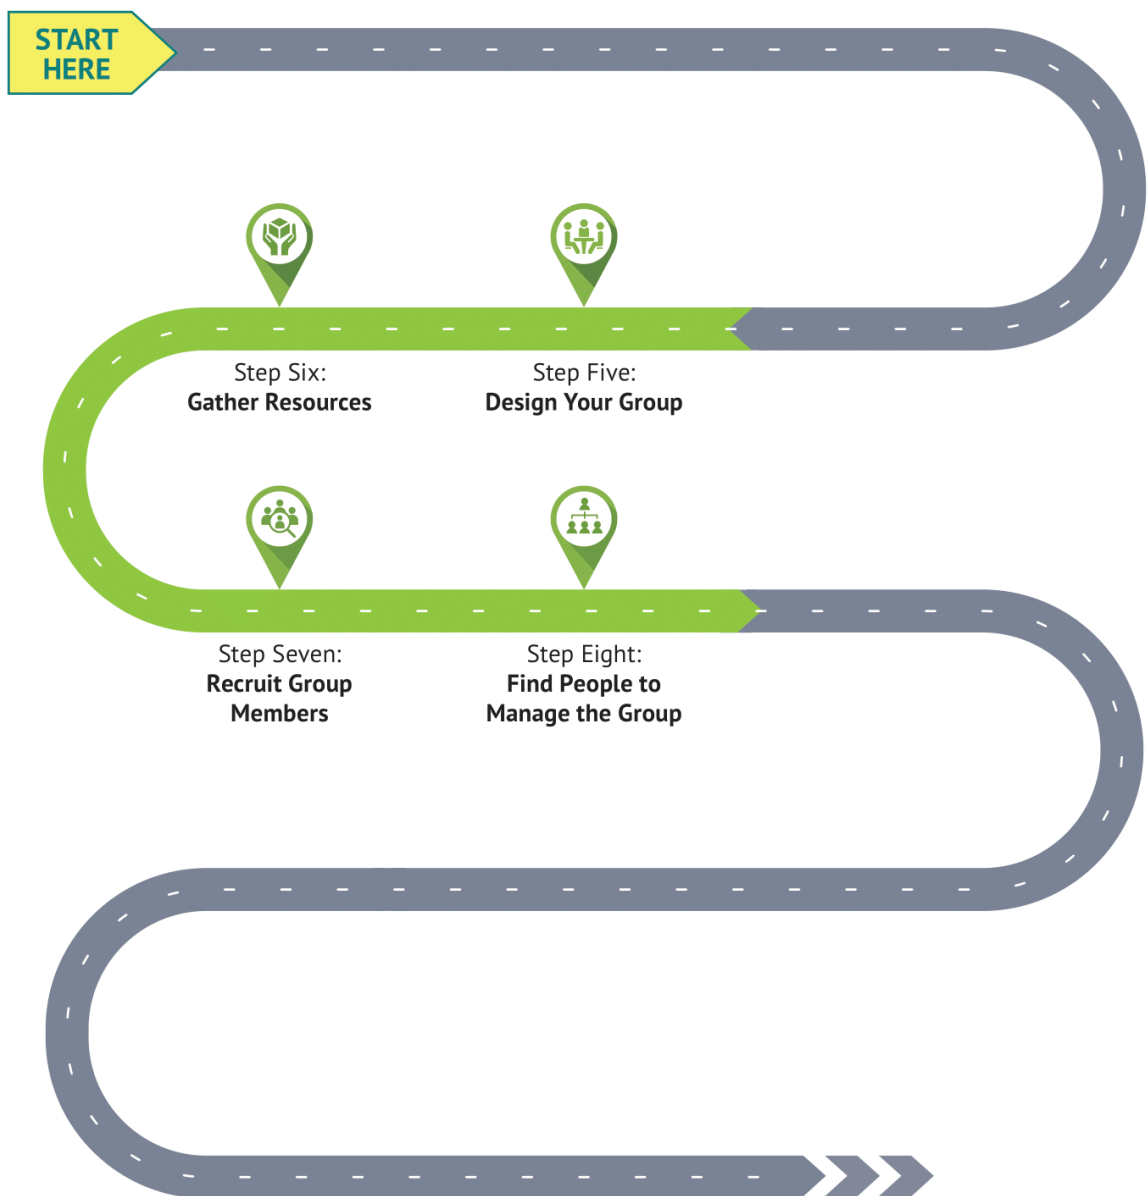 START
HERE
Step Six:
Gather Resources
Step Five:
Design Your Group
Step Seven:
Recruit Group
Members
Step Eight:
Find People to
Manage the Group